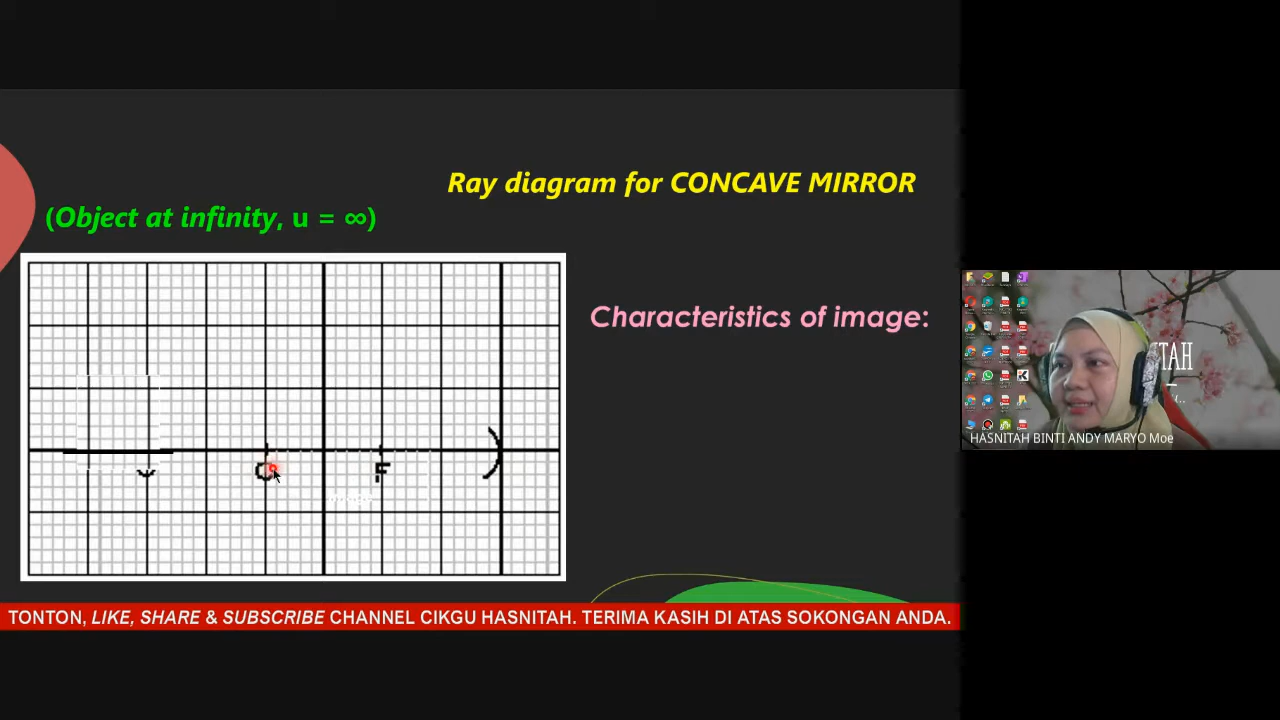 Ray diagram for CONCAVE MIRROR
(Object at infinity, u = ∞)
Characteristics of image:
C
F
HASNITAH BINTI ANDY MARYO Moe
TONTON, LIKE, SHARE & SUBSCRIBE CHANNEL CIKGU HASNITAH. TERIMA KASIH DI ATAS SOKONGAN ANDA.